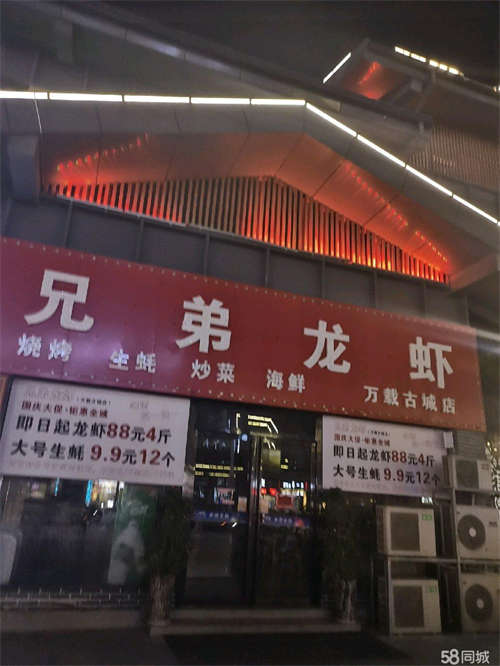 兄弟龙虾
烧烤 生蚝 炒菜 海鲜 万载古城店
国庆大促·钜惠全城
即日起龙虾88元4斤
大号生蚝 9.9元12个
国庆大促·钜惠全城
即日起龙虾88元4斤
大号生蚝 9.9元12个
58同城